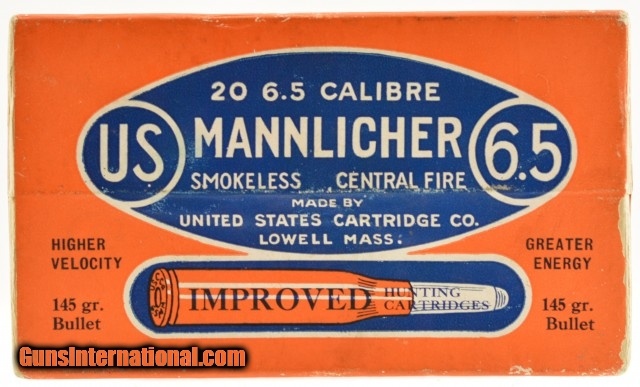 20 6.5 CALIBRE
US
MANNLICHER
6.5
SMOKELESS CENTRAL FIRE
MADE BY
UNITED STATES CARTRIDGE CO.
LOWELL MASS.
HIGHER
VELOCITY
145 gr.
Bullet
GREATER
ENERGY
145 gr.
Bullet
IMPROVED HUNTING
CARTRIDGES
GunsInternational.com